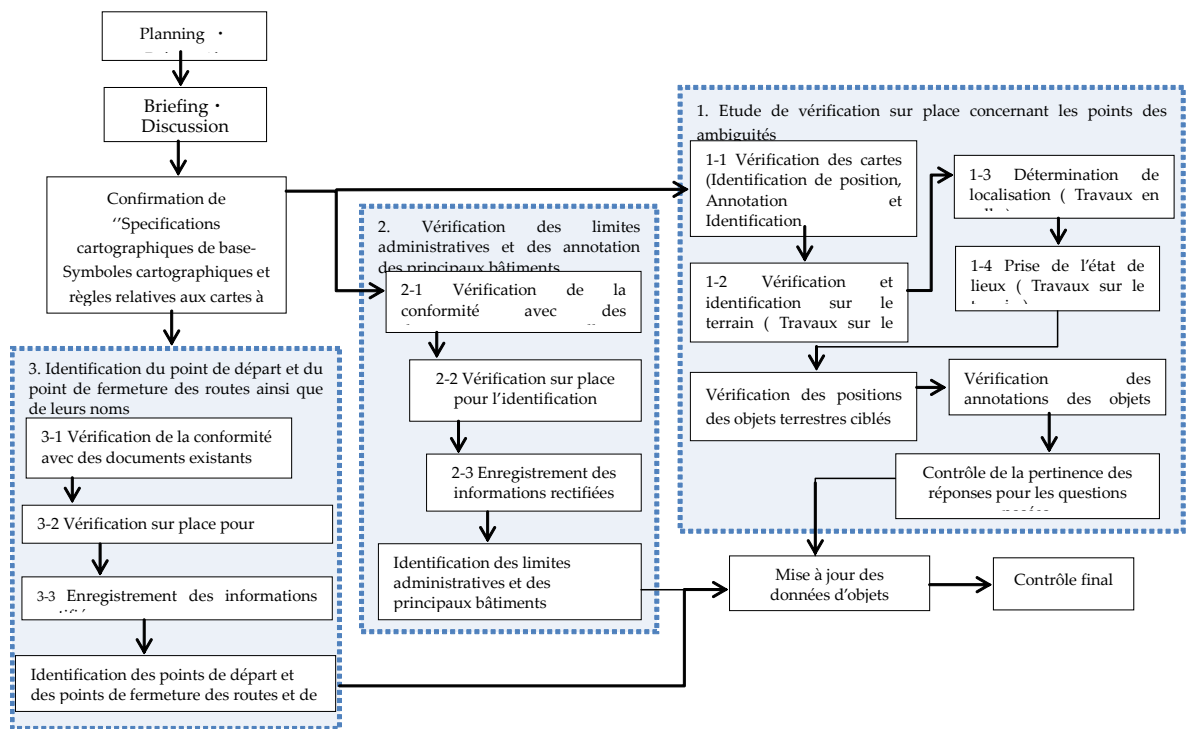 Planning ・
Briefing・
Discussion
Confirmation de
‘’Specifications
cartographiques de base-
Symboles cartographiques et
règles relatives aux cartes à
1. Etude de vérification sur place concernant les points des
ambiguités
1-1 Vérification des cartes
(Identification de position,
Annotation et
Identification
1-2 Vérification et
identification sur le
terrain ( Travaux sur le
1-3 Détermination de
localisation ( Travaux en
1-4 Prise de l’état de
lieux ( Travaux sur le
Vérification des positions
des objets terrestres ciblés
Vérification des
annotations des objets
Contrôle de la pertinence des
réponses pour les questions
2. Vérification des limites
administratives et des annotation
des principaux bâtiments
2-1 Vérification de la
conformité avec des
2-2 Vérification sur place
pour l’identification
2-3 Enregistrement des
informations rectifiées
Identification des limites
administratives et des
principaux bâtiments
3. Identification du point de départ et du
point de fermeture des routes ainsi que
de leurs noms
3-1 Vérification de la conformité
avec des documents existants
3-2 Vérification sur place pour
3-3 Enregistrement des informations
Identification des points de départ et
des points de fermeture des routes et de
Mise à jour des
données d’objets
Contrôle final